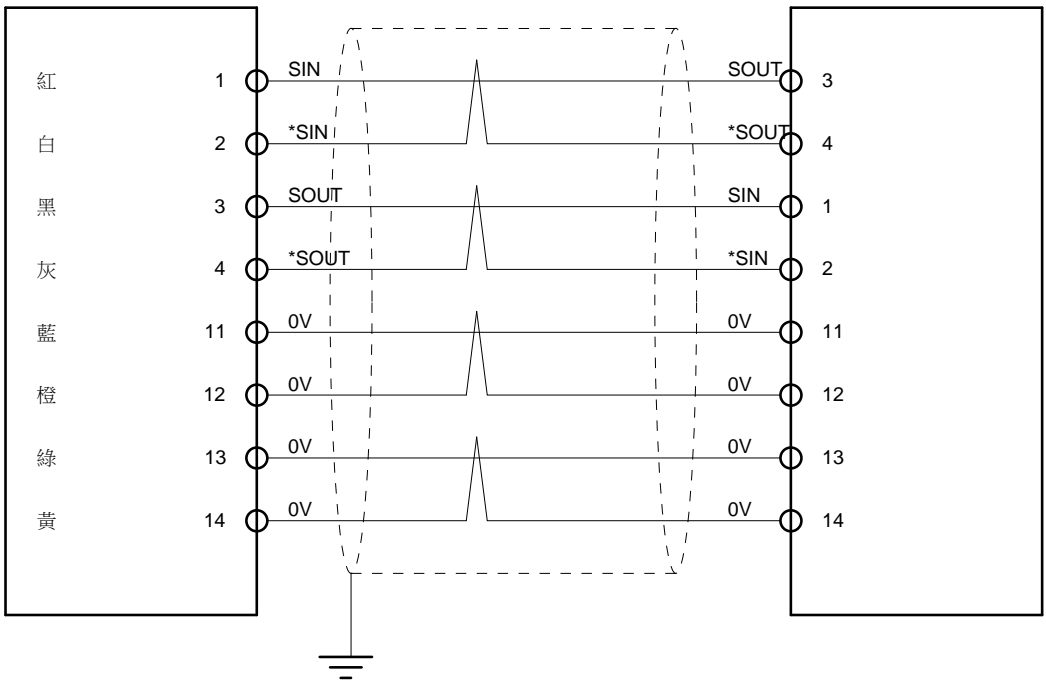 紅 1 SIN SOUT 3
白 2 *SIN *SOUT 4
黑 3 SOUT SIN 1
灰 4 *SOUT *SIN 2
藍 11 0V 0V 11
橙 12 0V 0V 12
綠 13 0V 0V 13
黃 14 0V 0V 14